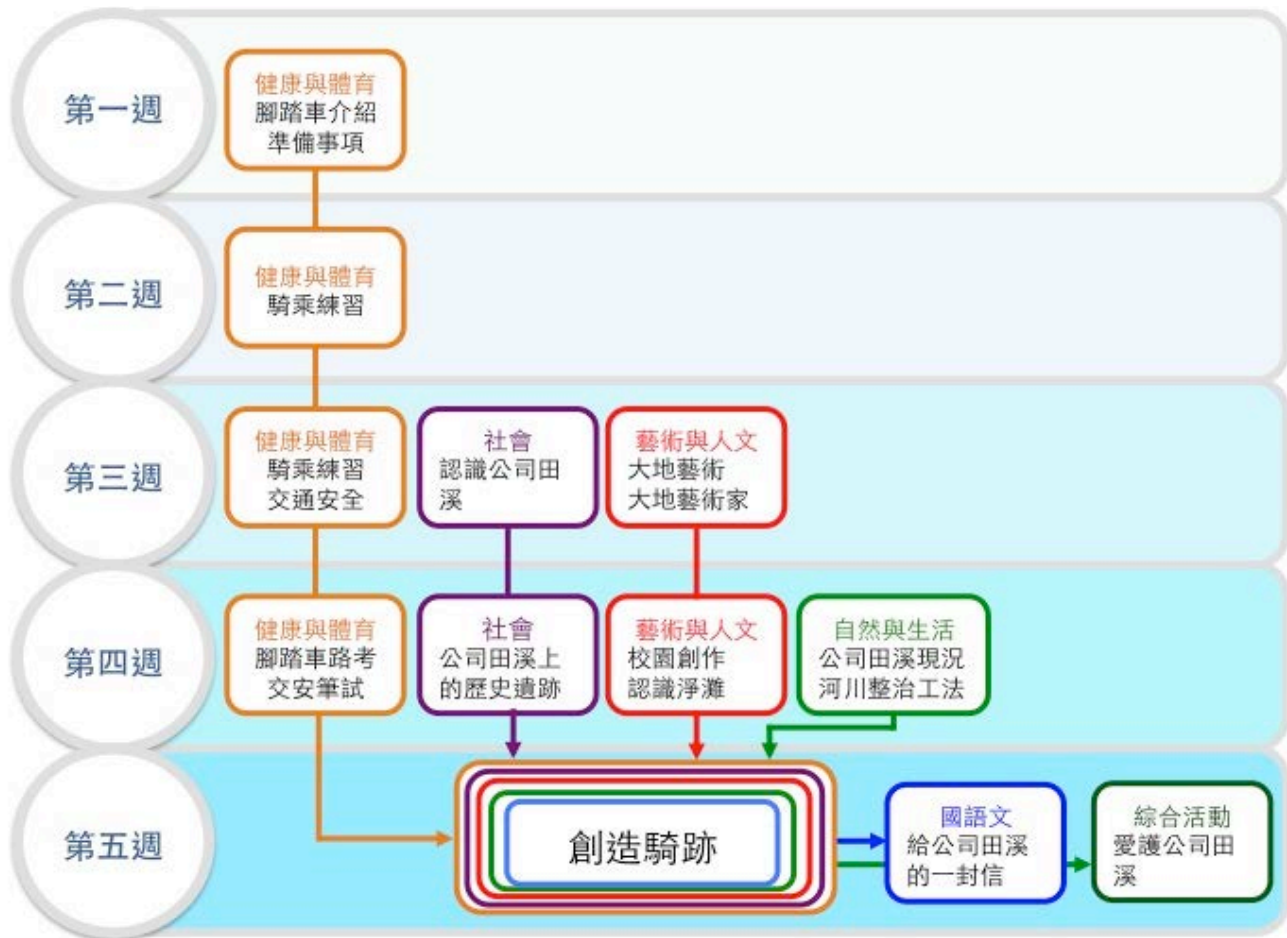 第一週
健康與體育
腳踏車介紹
準備事項
第二週
健康與體育
騎乘練習
第三週
健康與體育
騎乘練習
交通安全
社會
認識公司田
溪
藝術與人文
大地藝術
大地藝術家
第四週
健康與體育
腳踏車路考
交安筆試
社會
公司田溪上
的歷史遺跡
藝術與人文
校園創作
認識淨灘
自然與生活
公司田溪現況
河川整治工法
第五週
創造騎跡
國語文
給公司田溪
的一封信
綜合活動
愛護公司田
溪